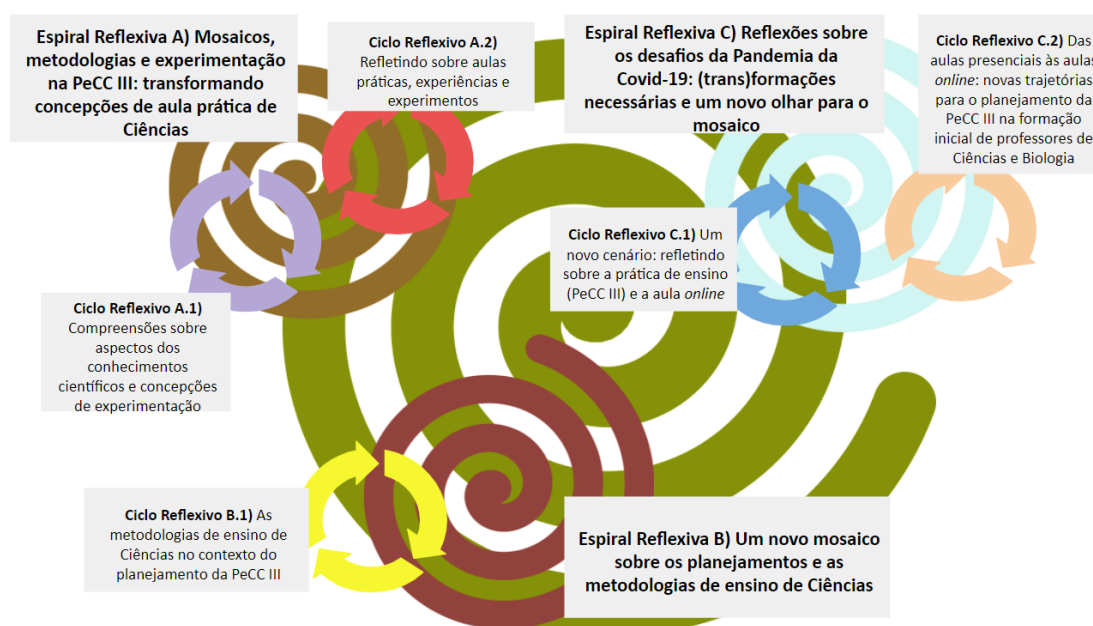 Espiral Reflexiva A) Mosaicos,
metodologias e experimentação
na PeCC III: transformando
concepções de aula prática de
Ciências
Ciclo Reflexivo A.2)
Refletindo sobre aulas
práticas, experiências e
experimentos
Espiral Reflexiva C) Reflexões sobre
os desafios da Pandemia da
Covid-19: (trans)formações
necessárias e um novo olhar para o
mosaico
Ciclo Reflexivo C.2) Das
aulas presenciais às aulas
online: novas trajetórias
para o planejamento da
PeCC III na formação
inicial de professores de
Ciências e Biologia
Ciclo Reflexivo C.1) Um
novo cenário: refletindo
sobre a prática de ensino
(PeCC III) e a aula online
Ciclo Reflexivo A.1)
Compreensões sobre
aspectos dos
conhecimentos
científicos e concepções
de experimentação
Ciclo Reflexivo B.1) As
metodologias de ensino de
Ciências no contexto do
planejamento da PeCC III
Espiral Reflexiva B) Um novo mosaico
sobre os planejamentos e as
metodologias de ensino de Ciências